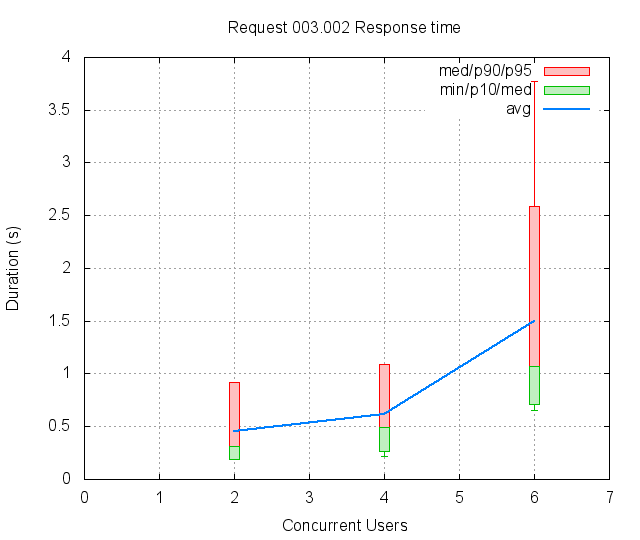 Request 003.002 Response time
4
3.5
3
2.5
2
1.5
1
0.5
0
Duration (s)
med/p90/p95
min/p10/med
avg
0 1 2 3 4 5 6 7
Concurrent Users